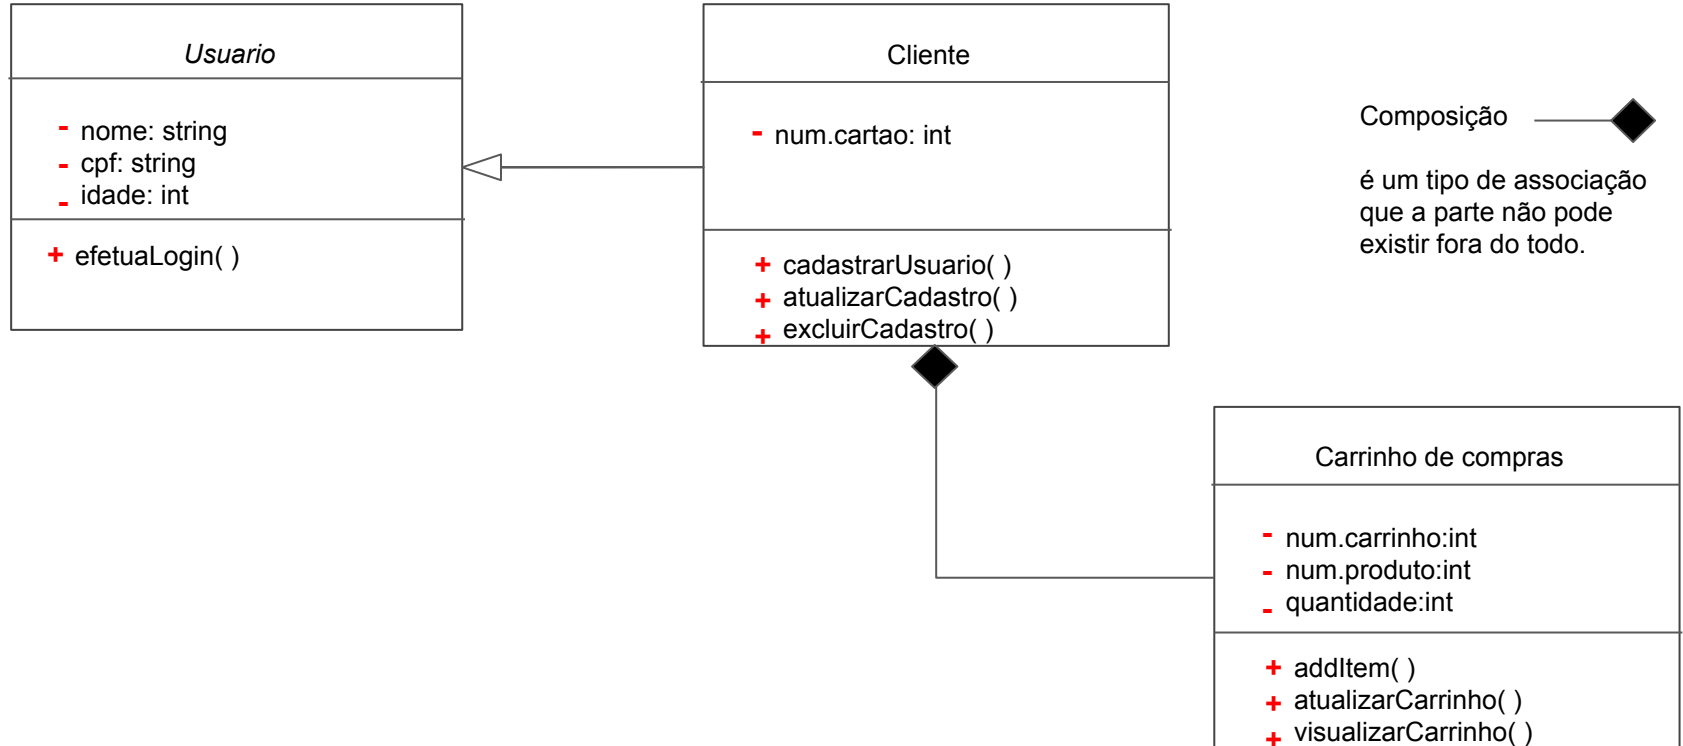 Usuario
- nome: string
- cpf: string
- idade: int
+ efetuaLogin( )
Cliente
- num.cartao: int
+ cadastrarUsuario( )
+ atualizarCadastro( )
+ excluirCadastro( )
Composição
é um tipo de associação
que a parte não pode
existir fora do todo.
Carrinho de compras
- num.carrinho:int
- num.produto:int
- quantidade:int
+ addItem( )
+ atualizarCarrinho( )
+ visualizarCarrinho( )